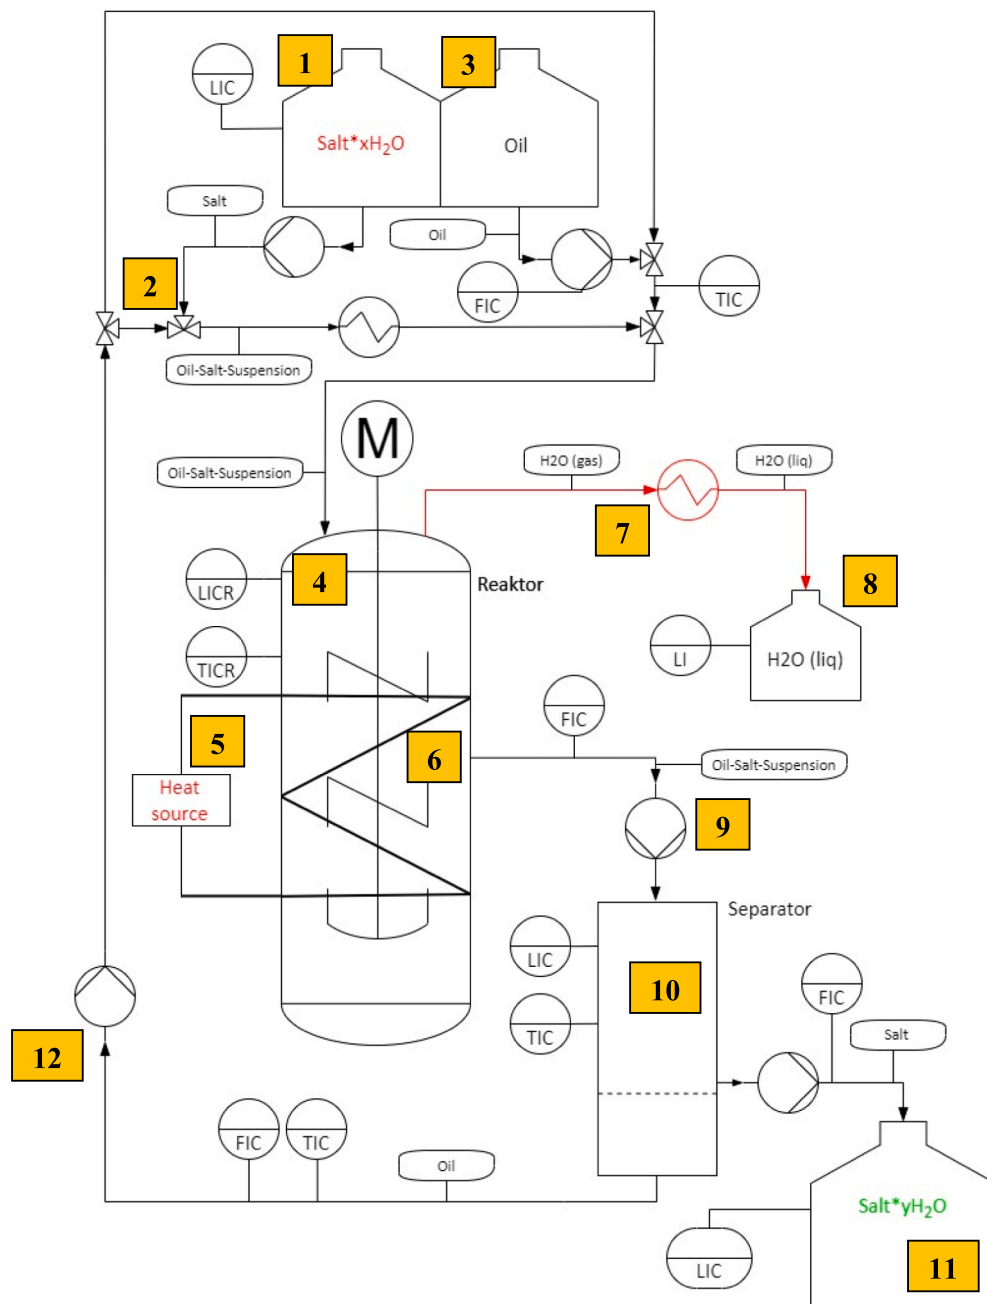 1
3
LIC
Salt*xH₂O
Oil
Salt
Oil
2
FIC
TIC
Oil-Salt-Suspension
M
Oil-Salt-Suspension
H2O (gas)
H2O (liq)
7
4
Reaktor
8
LICR
LI
H2O (liq)
TICR
FIC
5
6
Oil-Salt-Suspension
Heat
source
9
Separator
LIC
10
FIC
TIC
Salt
12
FIC
TIC
Oil
Salt*yH₂O
LIC
11